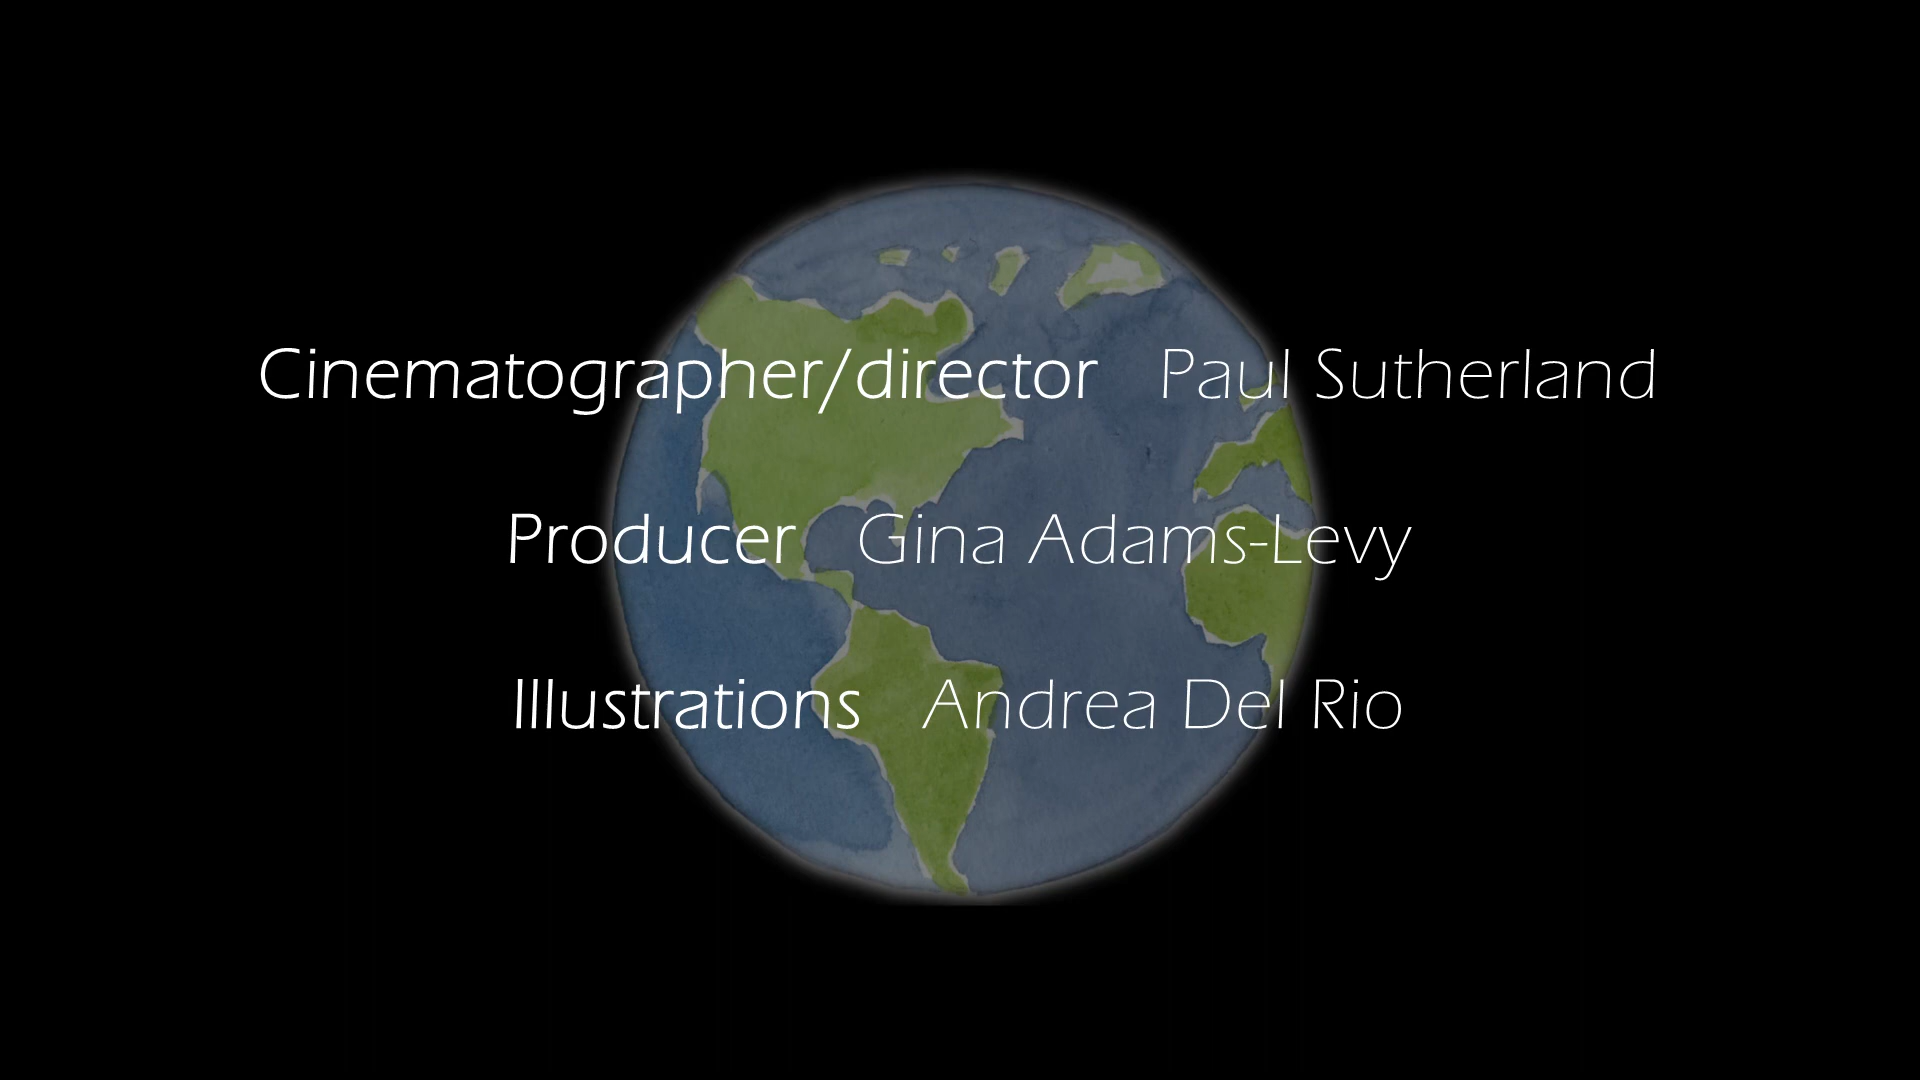 Cinematographer/director Paul Sutherland
Producer Gina Adams-Levy
Illustrations Andrea Del Rio